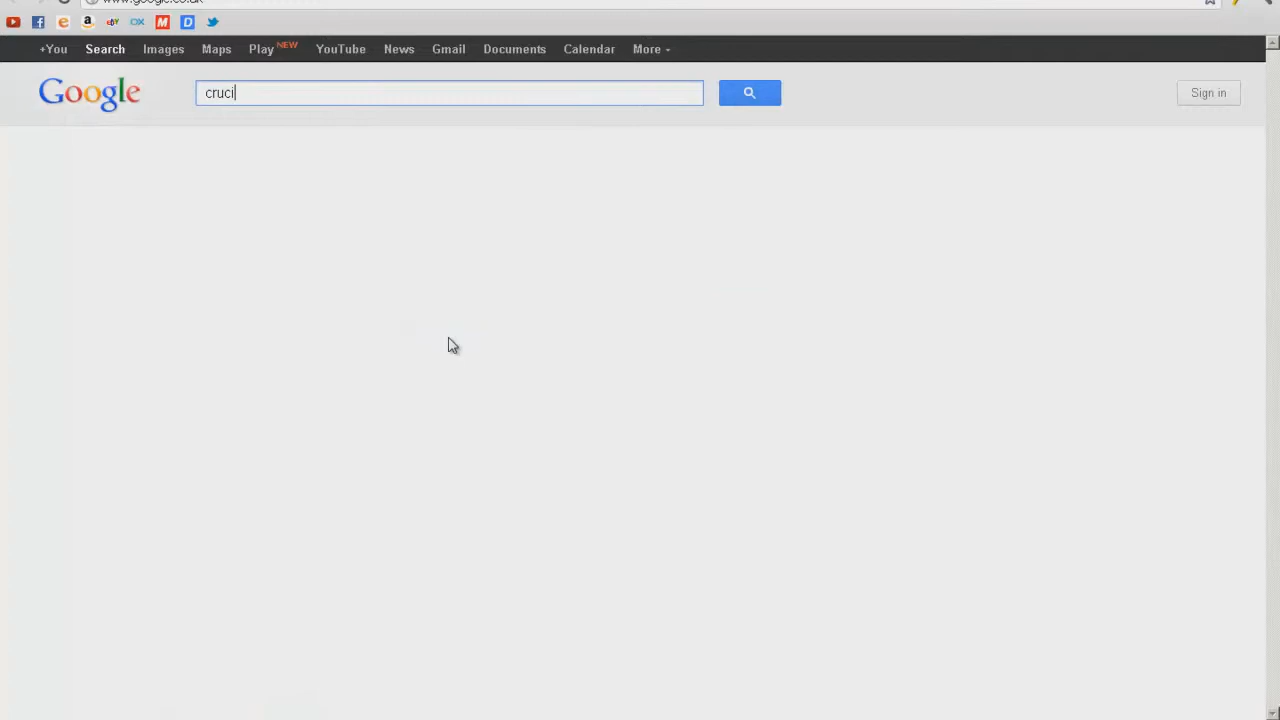 www.google.co.uk
+You Search Images Maps Play NEW YouTube News Gmail Documents Calendar More
Google cruci Sign in